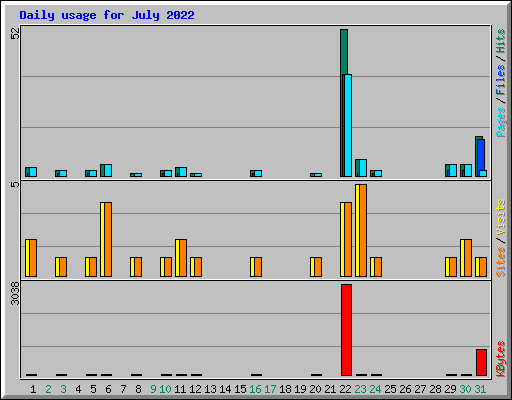 Daily usage for July 2022
52
Pages/Files/Hits
5
Sites/Visits
3038
KBytes
1 2 3 4 5 6 7 8 9 10 11 12 13 14 15 16 17 18 19 20 21 22 23 24 25 26 27 28 29 30 31